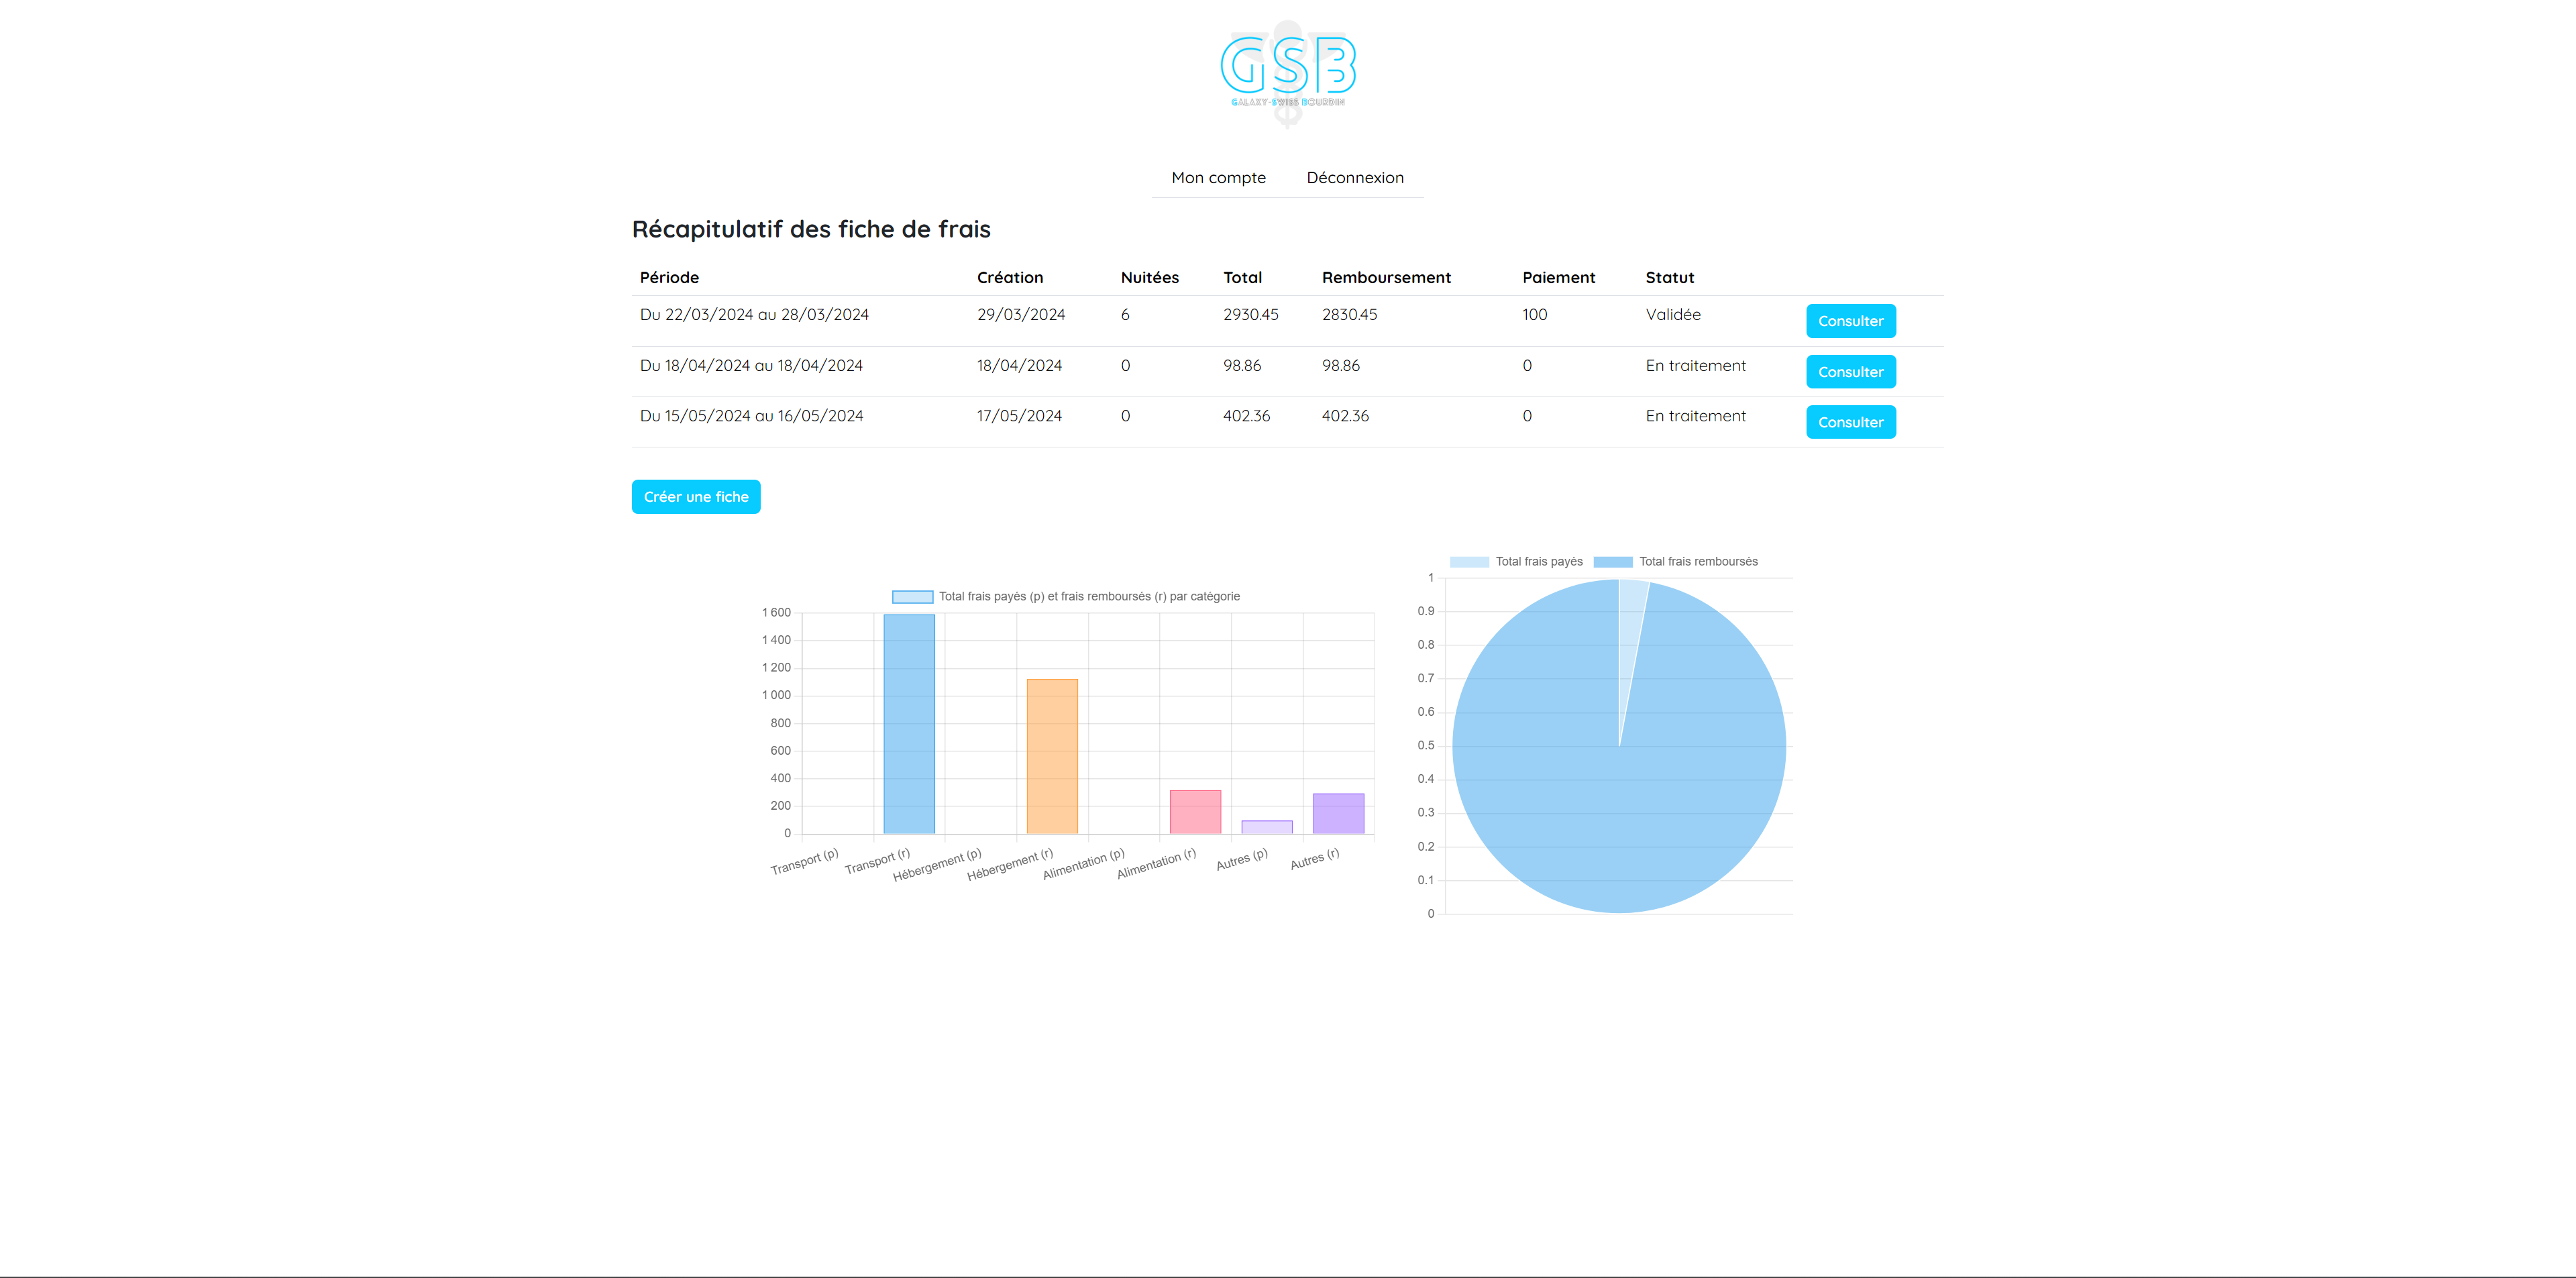 GSB
GALAXY-SWISS BOURDIN
Mon compte Déconnexion
Récapitulatif des fiche de frais
Période Création Nuitées Total Remboursement Paiement Statut
Du 22/03/2024 au 28/03/2024 29/03/2024 6 2930.45 2830.45 100 Validée Consulter
Du 18/04/2024 au 18/04/2024 18/04/2024 0 98.86 98.86 0 En traitement Consulter
Du 15/05/2024 au 16/05/2024 17/05/2024 0 402.36 402.36 0 En traitement Consulter
Créer une fiche
Total frais payés (p) et frais remboursés (r) par catégorie
1 600
1 400
1 200
1 000
800
600
400
200
0
Transport (p) Transport (r) Hébergement (p) Hébergement (r) Alimentation (p) Alimentation (r) Autres (p) Autres (r)
Total frais payés Total frais remboursés
1
0.9
0.8
0.7
0.6
0.5
0.4
0.3
0.2
0.1
0